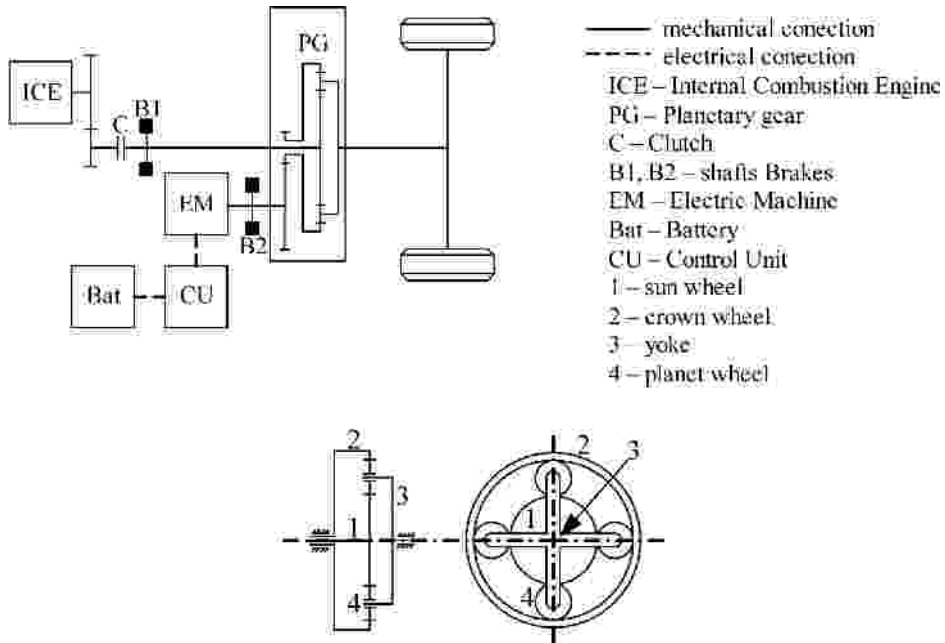 PG
mechanical conection
electrical conection
ICE
ICE – Internal Combustion Engine
B1
PG – Planetary gear
C
C – Clutch
B1, B2 – shafts Brakes
EM
EM – Electric Machine
B2
Bat – Battery
Bat
CU
CU – Control Unit
1 – sun wheel
2 – crown wheel
3 – yoke
4 – planet wheel
2
3
1
4
2
3
1
4